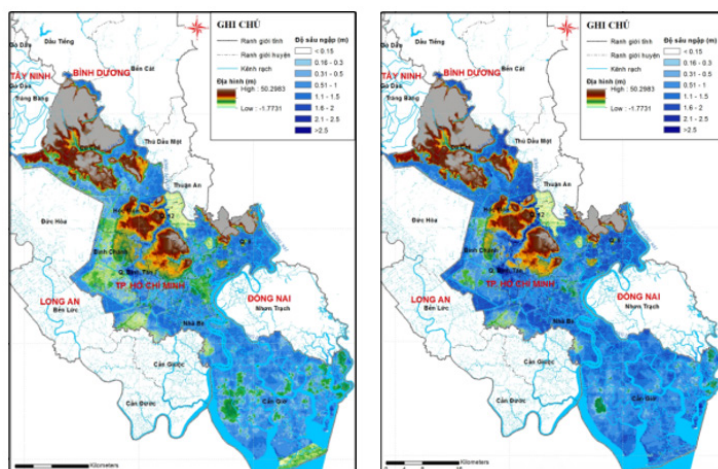 GHI CHÚ
Ranh giới tỉnh
Ranh giới huyện
Kênh rạch
Địa hình (m)
High : 50.2983
Low : -1.7731
Độ sâu ngập (m)
< 0.15
0.16 - 0.3
0.31 - 0.5
0.51 - 1
1.1 - 1.5
1.6 - 2
2.1 - 2.5
>2.5
Gò Dầu
Dầu Tiếng
Bến Cát
TÂY NINH
BÌNH DƯƠNG
Trảng Bàng
Thủ Dầu Một
Thuận An
Đức Hòa
Bình Chánh
Q. Bình Tân
TP. HỒ CHÍ MINH
LONG AN
Bến Lức
ĐỒNG NAI
Nhơn Trạch
Nhà Bè
Cần Giuộc
Cần Đước
Cần Giờ
Kilometers
GHI CHÚ
Ranh giới tỉnh
Ranh giới huyện
Kênh rạch
Địa hình (m)
High : 50.2983
Low : -1.7731
Độ sâu ngập (m)
< 0.15
0.16 - 0.3
0.31 - 0.5
0.51 - 1
1.1 - 1.5
1.6 - 2
2.1 - 2.5
>2.5
Gò Dầu
Dầu Tiếng
Bến Cát
TÂY NINH
BÌNH DƯƠNG
Trảng Bàng
Thủ Dầu Một
Thuận An
Đức Hòa
Bình Chánh
TP. HỒ CHÍ MINH
LONG AN
Bến Lức
ĐỒNG NAI
Nhơn Trạch
Nhà Bè
Cần Giuộc
Cần Đước
Cần Giờ
Kilometers